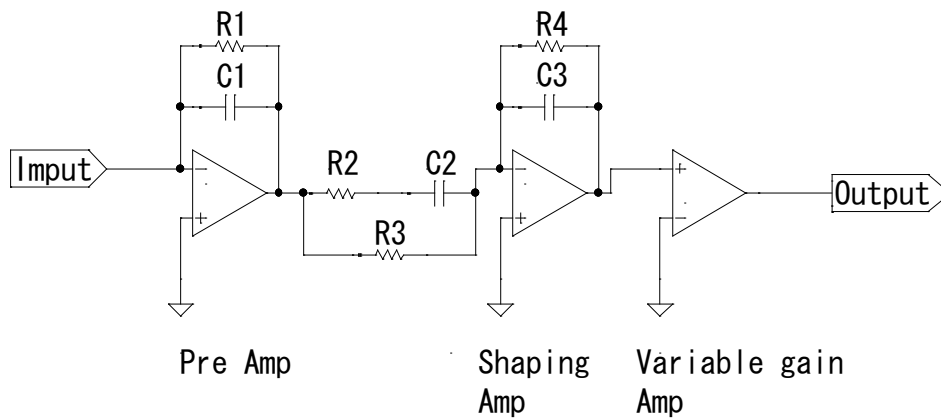 R1
C1
R4
C3
Imput
R2
C2
R3
Output
Pre Amp
Shaping
Amp
Variable gain
Amp